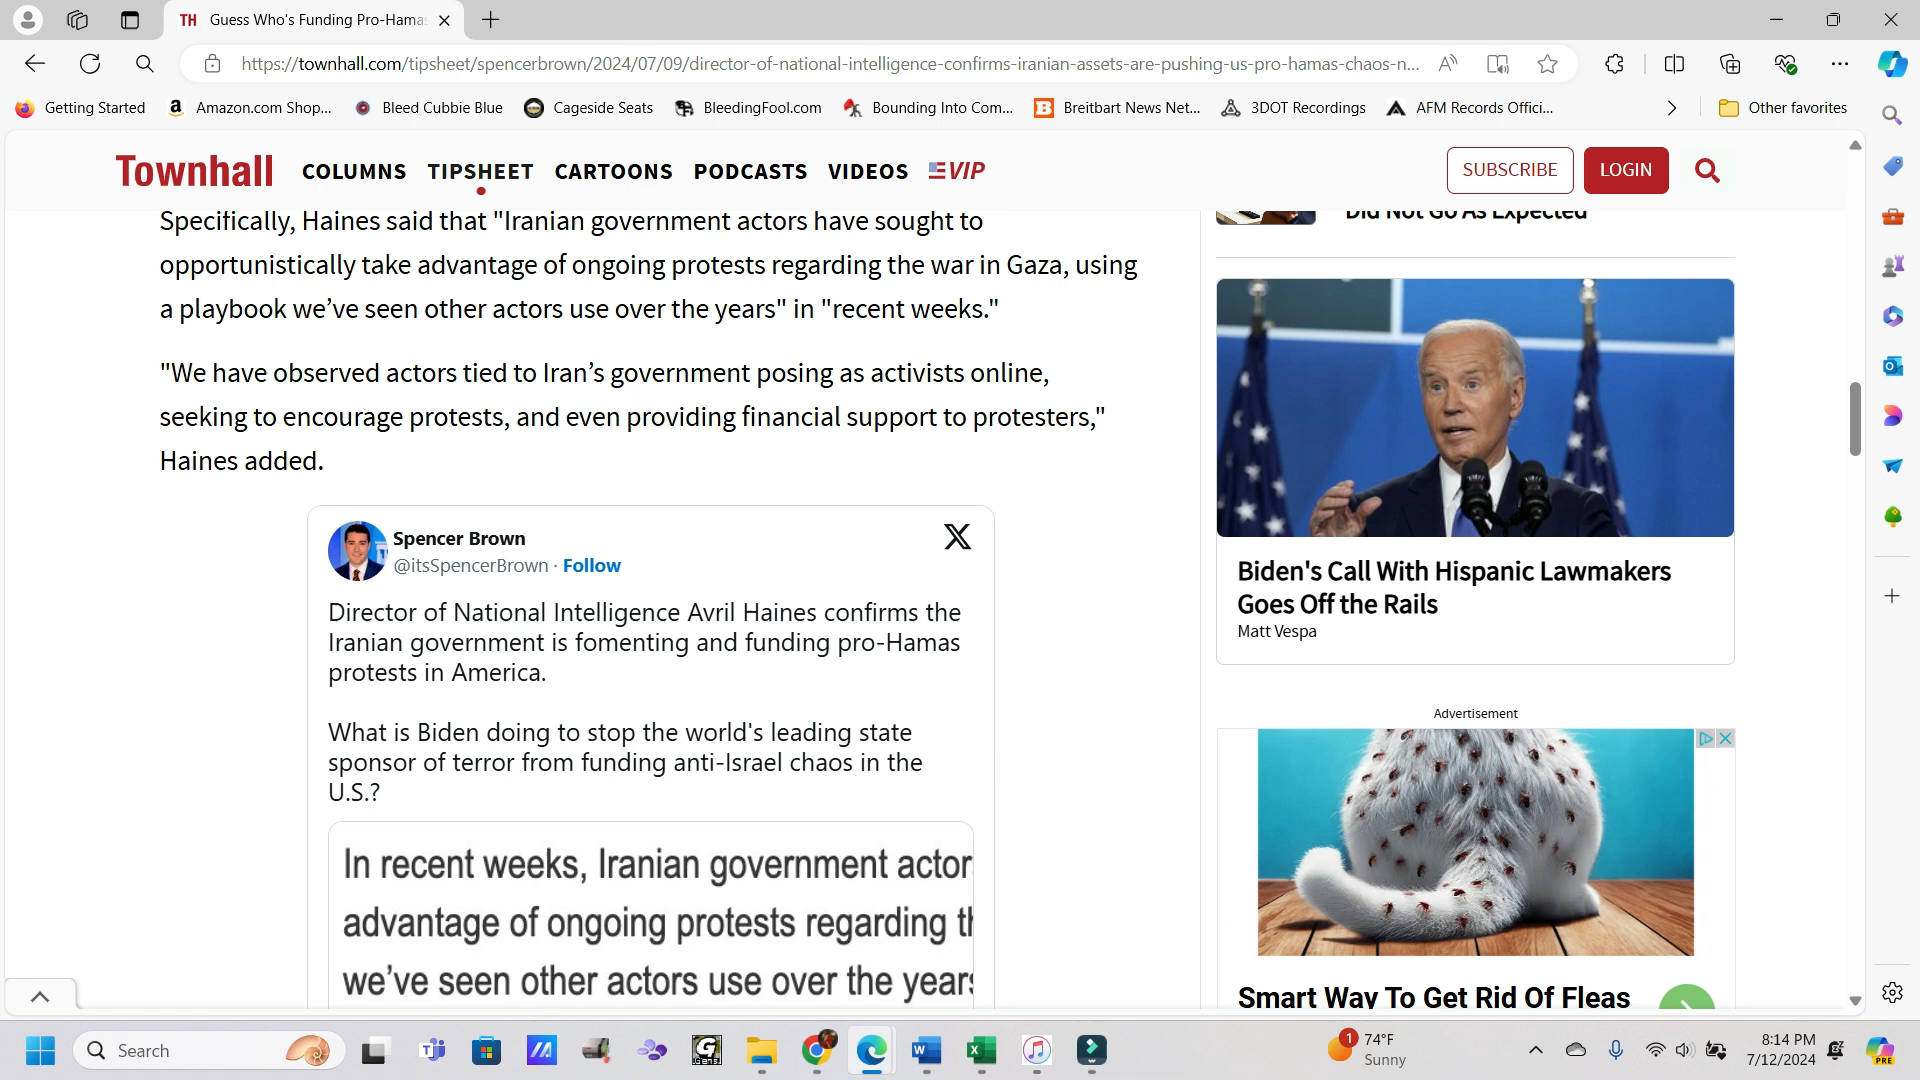 TH Guess Who's Funding Pro-Hamas
https://townhall.com/tipsheet/spencerbrown/2024/07/09/director-of-national-intelligence-confirms-iranian-assets-are-pushing-us-pro-hamas-chaos-n...
Getting Started
Amazon.com Shop...
Bleed Cubbie Blue
Cageside Seats
BleedingFool.com
Bounding Into Com...
Breitbart News Net...
3DOT Recordings
AFM Records Offici...
Other favorites
Townhall
COLUMNS TIPSHEET CARTOONS PODCASTS VIDEOS VIP
SUBSCRIBE LOGIN
Specifically, Haines said that "Iranian government actors have sought to
opportunistically take advantage of ongoing protests regarding the war in Gaza, using
a playbook we’ve seen other actors use over the years" in "recent weeks."
"We have observed actors tied to Iran’s government posing as activists online,
seeking to encourage protests, and even providing financial support to protesters,"
Haines added.
Spencer Brown
@itsSpencerBrown · Follow
X
Director of National Intelligence Avril Haines confirms the
Iranian government is fomenting and funding pro-Hamas
protests in America.
What is Biden doing to stop the world's leading state
sponsor of terror from funding anti-Israel chaos in the
U.S.?
In recent weeks, Iranian government actor
advantage of ongoing protests regarding th
we’ve seen other actors use over the years
Did Not Go As Expected
Biden's Call With Hispanic Lawmakers
Goes Off the Rails
Matt Vespa
Advertisement
Smart Way To Get Rid Of Fleas
Search
1
74°F
Sunny
8:14 PM
7/12/2024
PRE